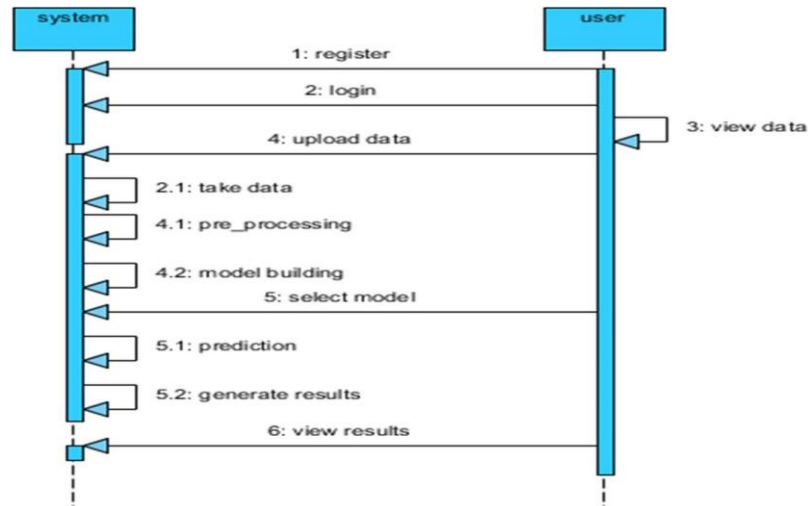 system
user
1: register
2: login
3: view data
4: upload data
2.1: take data
4.1: pre_processing
4.2: model building
5: select model
5.1: prediction
5.2: generate results
6: view results